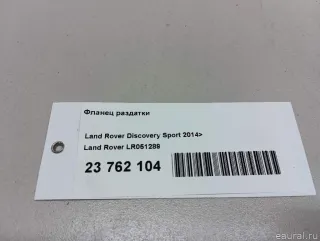 Фланец раздатки
Land Rover Discovery Sport 2014>
Land Rover LR051288
23 762 104
eaural.ru